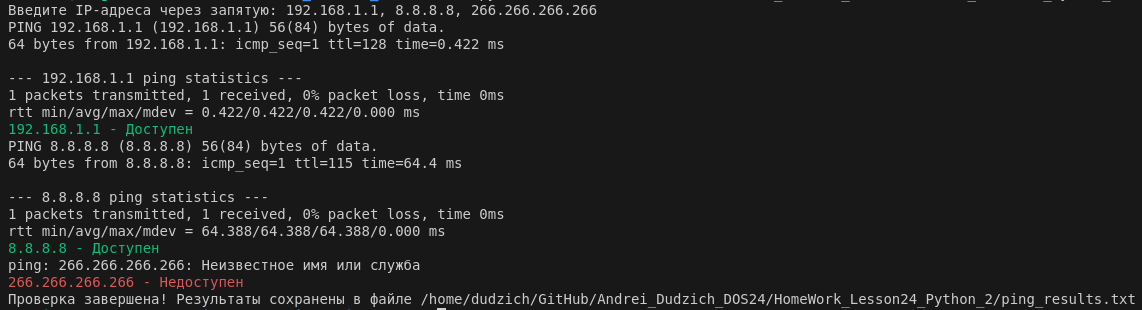 Введите IP-адреса через запятую: 192.168.1.1, 8.8.8.8, 266.266.266.266
PING 192.168.1.1 (192.168.1.1) 56(84) bytes of data.
64 bytes from 192.168.1.1: icmp_seq=1 ttl=128 time=0.422 ms

--- 192.168.1.1 ping statistics ---
1 packets transmitted, 1 received, 0% packet loss, time 0ms
rtt min/avg/max/mdev = 0.422/0.422/0.422/0.000 ms
192.168.1.1 - Доступен
PING 8.8.8.8 (8.8.8.8) 56(84) bytes of data.
64 bytes from 8.8.8.8: icmp_seq=1 ttl=115 time=64.4 ms

--- 8.8.8.8 ping statistics ---
1 packets transmitted, 1 received, 0% packet loss, time 0ms
rtt min/avg/max/mdev = 64.388/64.388/64.388/0.000 ms
8.8.8.8 - Доступен
ping: 266.266.266.266: Неизвестное имя или служба
266.266.266.266 - Недоступен
Проверка завершена! Результаты сохранены в файле /home/dudzich/GitHub/Andrei_Dudzich_DOS24/HomeWork_Lesson24_Python_2/ping_results.txt